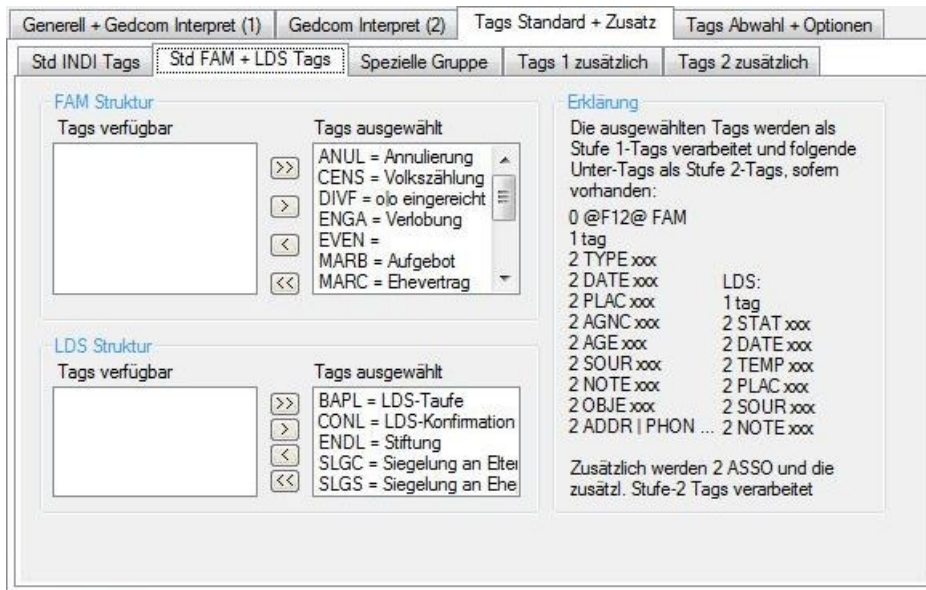 Generell + Gedcom Interpret (1)
Gedcom Interpret (2)
Tags Standard + Zusatz
Tags Abwahl + Optionen
Std INDI Tags
Std FAM + LDS Tags
Spezielle Gruppe
Tags 1 zusätzlich
Tags 2 zusätzlich
FAM Struktur
Tags verfügbar
>>
>
<
<<
Tags ausgewählt
ANUL = Annulierung
CENS = Volkszählung
DIVF = o|o eingereicht
ENGA = Verlobung
EVEN =
MARB = Aufgebot
MARC = Ehevertrag
LDS Struktur
Tags verfügbar
>>
>
<
<<
Tags ausgewählt
BAPL = LDS-Taufe
CONL = LDS-Konfirmation
ENDL = Stiftung
SLGC = Siegelung an Elter
SLGS = Siegelung an Ehe
Erklärung
Die ausgewählten Tags werden als
Stufe 1-Tags verarbeitet und folgende
Unter-Tags als Stufe 2-Tags, sofern
vorhanden:
0 @F12@ FAM
1 tag
2 TYPE xxx
2 DATE xxx
2 PLAC xxx
2 AGNC xxx
2 AGE xxx
2 SOUR xxx
2 NOTE xxx
2 OBJE xxx
2 ADDR | PHON ...
LDS:
1 tag
2 STAT xxx
2 DATE xxx
2 TEMP xxx
2 PLAC xxx
2 SOUR xxx
2 NOTE xxx
Zusätzlich werden 2 ASSO und die
zusätzl. Stufe-2 Tags verarbeitet